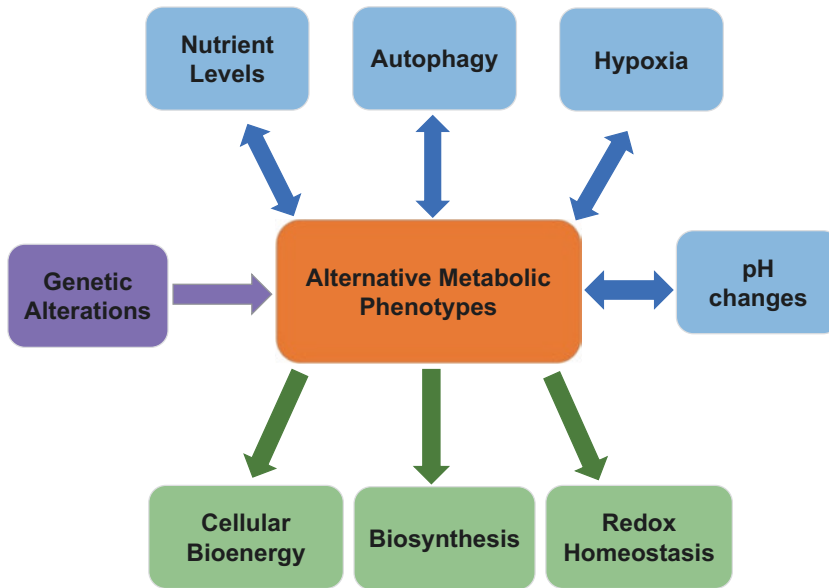 Nutrient
Levels
Autophagy
Hypoxia
Genetic
Alterations
Alternative Metabolic
Phenotypes
pH
changes
Cellular
Bioenergy
Biosynthesis
Redox
Homeostasis